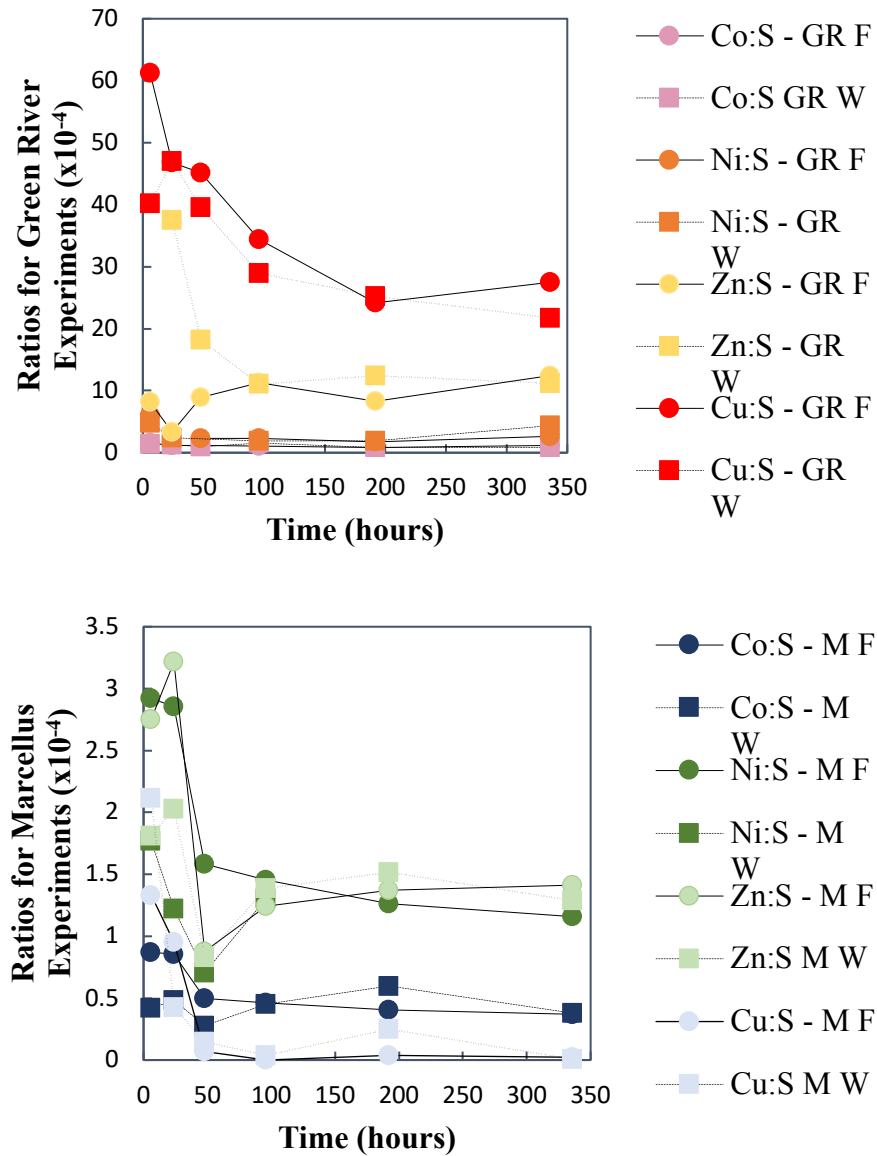 Ratios for Green River
Experiments (x10⁻⁴)
70
60
50
40
30
20
10
0
0 50 100 150 200 250 300 350
Time (hours)
Co:S - GR F
Co:S GR W
Ni:S - GR F
Ni:S - GR
W
Zn:S - GR F
Zn:S - GR
W
Cu:S - GR F
Cu:S - GR
W
Ratios for Marcellus
Experiments (x10⁻⁴)
3.5
3
2.5
2
1.5
1
0.5
0
0 50 100 150 200 250 300 350
Time (hours)
Co:S - M F
Co:S - M
W
Ni:S - M F
Ni:S - M
W
Zn:S - M F
Zn:S M W
Cu:S - M F
Cu:S M W